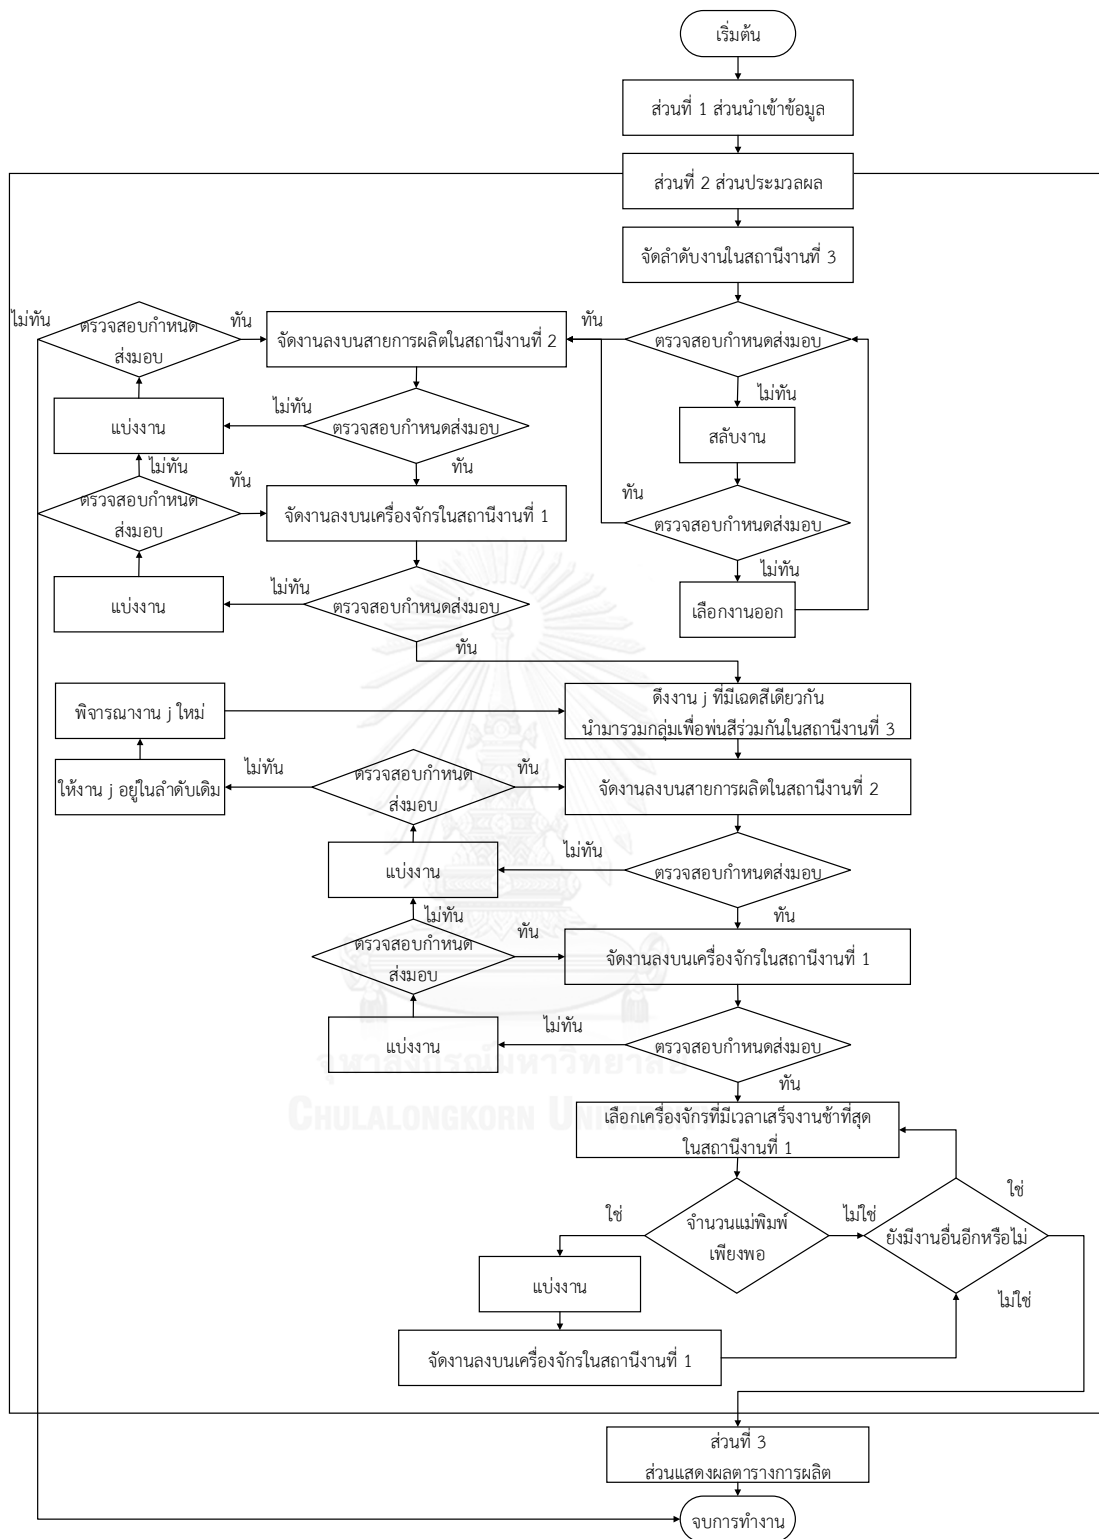 เริ่มต้น
ส่วนที่ 1 ส่วนนำเข้าข้อมูล
ส่วนที่ 2 ส่วนประมวลผล
จัดลำดับงานในสถานีงานที่ 3
ไม่ทัน
ตรวจสอบกำหนด
ส่งมอบ
ทัน
จัดงานลงบนสายการผลิตในสถานีงานที่ 2
ทัน
ตรวจสอบกำหนดส่งมอบ
ไม่ทัน
แบ่งงาน
ไม่ทัน
ตรวจสอบกำหนดส่งมอบ
สลับงาน
ไม่ทัน
ทัน
ทัน
ตรวจสอบกำหนด
ส่งมอบ
ทัน
จัดงานลงบนเครื่องจักรในสถานีงานที่ 1
ตรวจสอบกำหนดส่งมอบ
ไม่ทัน
แบ่งงาน
ไม่ทัน
ตรวจสอบกำหนดส่งมอบ
เลือกงานออก
ทัน
พิจารณางาน j ใหม่
ดึงงาน j ที่มีเฉดสีเดียวกัน
นำมารวมกลุ่มเพื่อพ่นสีร่วมกันในสถานีงานที่ 3
ให้งาน j อยู่ในลำดับเดิม
ไม่ทัน
ตรวจสอบกำหนด
ส่งมอบ
ทัน
จัดงานลงบนสายการผลิตในสถานีงานที่ 2
แบ่งงาน
ไม่ทัน
ตรวจสอบกำหนดส่งมอบ
ไม่ทัน
ทัน
ตรวจสอบกำหนด
ส่งมอบ
ทัน
จัดงานลงบนเครื่องจักรในสถานีงานที่ 1
แบ่งงาน
ไม่ทัน
ตรวจสอบกำหนดส่งมอบ
จุฬาลงกรณ์มหาวิทยาลัย
CHULALONGKORN UNIVERSITY
ทัน
เลือกเครื่องจักรที่มีเวลาเสร็จงานช้าที่สุด
ในสถานีงานที่ 1
ใช่
จำนวนแม่พิมพ์
เพียงพอ
ไม่ใช่
ยังมีงานอื่นอีกหรือไม่
ใช่
ไม่ใช่
แบ่งงาน
จัดงานลงบนเครื่องจักรในสถานีงานที่ 1
ส่วนที่ 3
ส่วนแสดงผลตารางการผลิต
จบการทำงาน